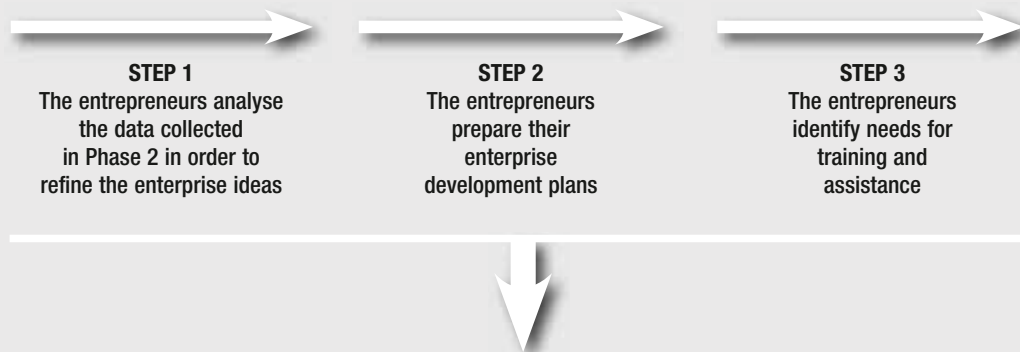 STEP 1
The entrepreneurs analyse
the data collected
in Phase 2 in order to
refine the enterprise ideas
STEP 2
The entrepreneurs
prepare their
enterprise
development plans
STEP 3
The entrepreneurs
identify needs for
training and
assistance